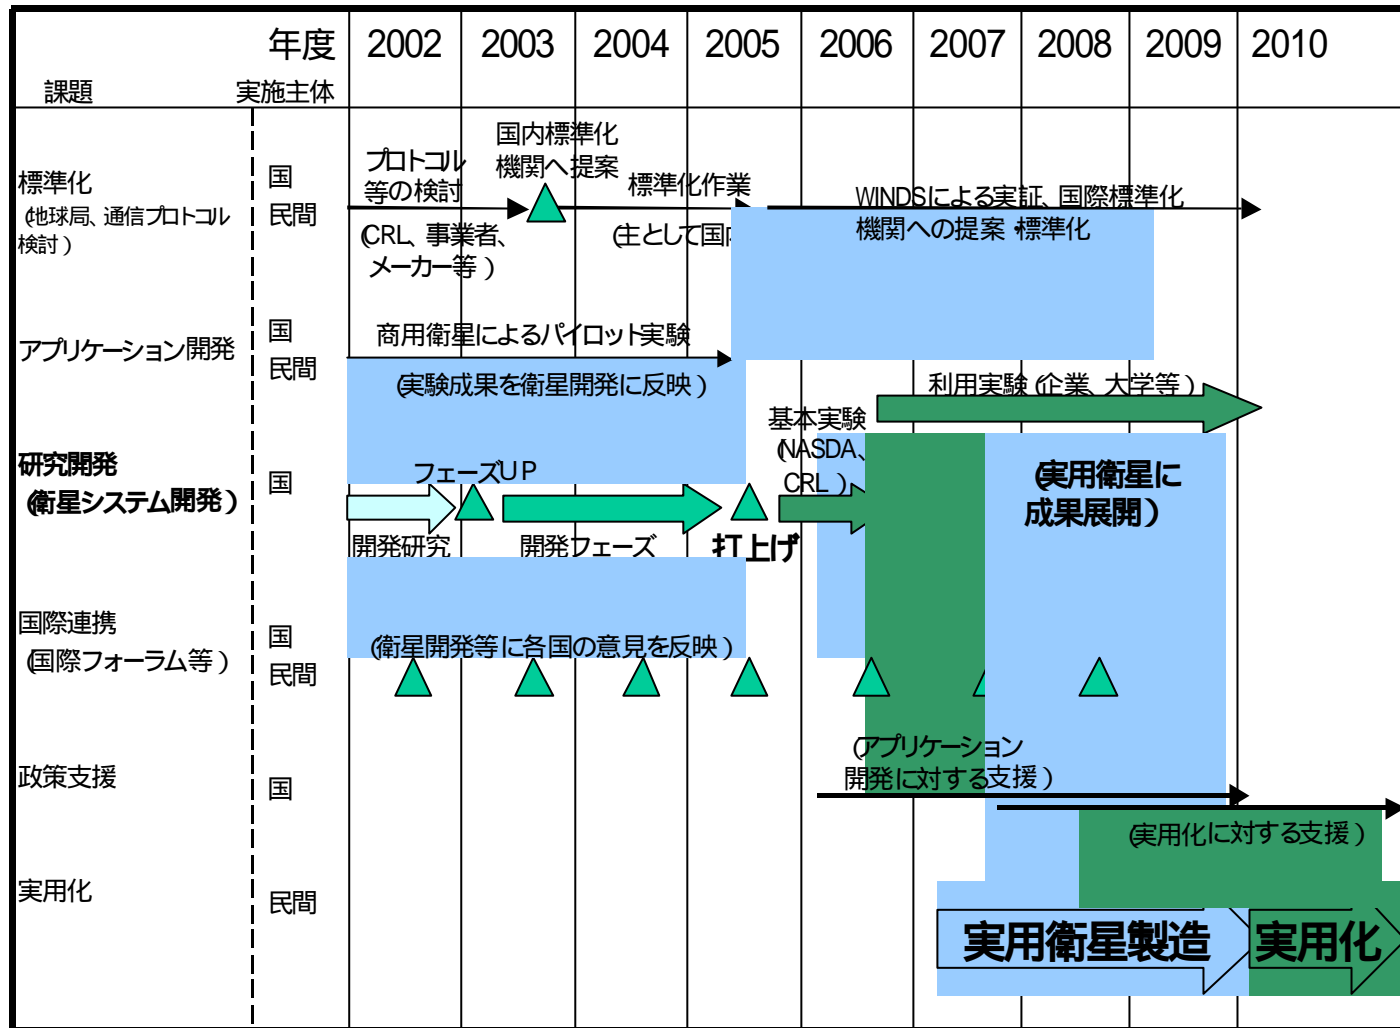 年度 2002 2003 2004 2005 2006 2007 2008 2009 2010
課題 実施主体
標準化
(地球局、通信プロトコル
検討)
国
民間
プロトコル
等の検討
(CRL、事業者、
メーカー等)
国内標準化
機関へ提案
標準化作業
(主として国内
WINDSによる実証、国際標準化
機関への提案・標準化
アプリケーション開発
国
民間
商用衛星によるパイロット実験
(実験成果を衛星開発に反映)
利用実験(企業、大学等)
研究開発
(衛星システム開発)
国
フェーズUP
開発研究
開発フェーズ
打上げ
基本実験
(NASDA、
CRL)
(実用衛星に
成果展開)
国際連携
(国際フォーラム等)
国
民間
(衛星開発等に各国の意見を反映)
政策支援
国
(アプリケーション
開発に対する支援)
(実用化に対する支援)
実用化
民間
実用衛星製造
実用化